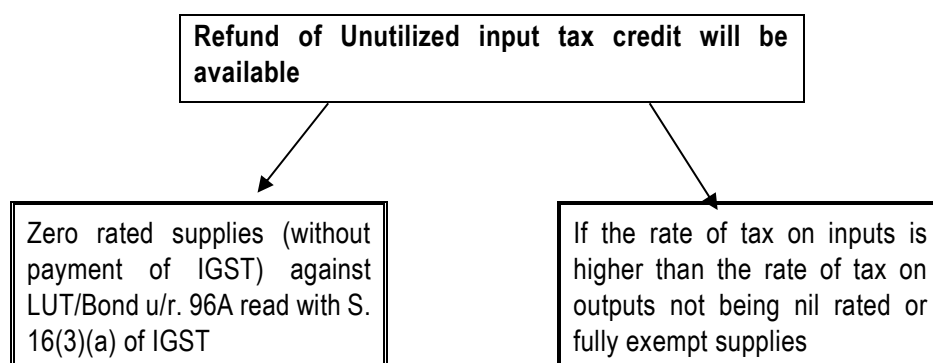 Refund of Unutilized input tax credit will be
available
Zero rated supplies (without
payment of IGST) against
LUT/Bond u/r. 96A read with S.
16(3)(a) of IGST
If the rate of tax on inputs is
higher than the rate of tax on
outputs not being nil rated or
fully exempt supplies